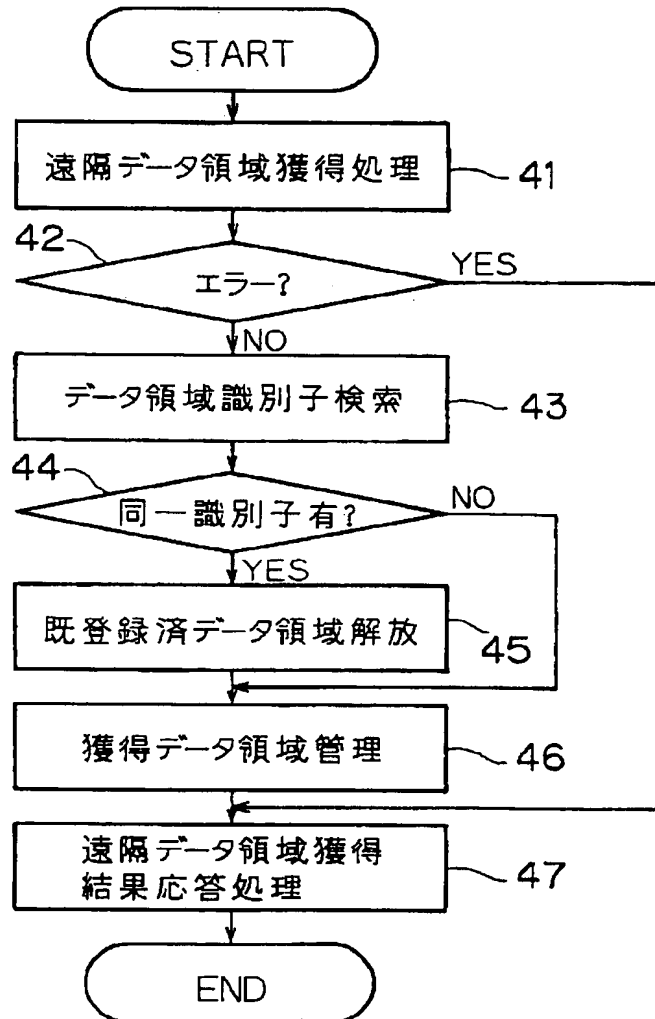 START
遠隔データ領域獲得処理
41
42
エラー?
YES
NO
データ領域識別子検索
43
44
同一識別子有?
NO
YES
既登録済データ領域解放
45
獲得データ領域管理
46
遠隔データ領域獲得
結果応答処理
47
END